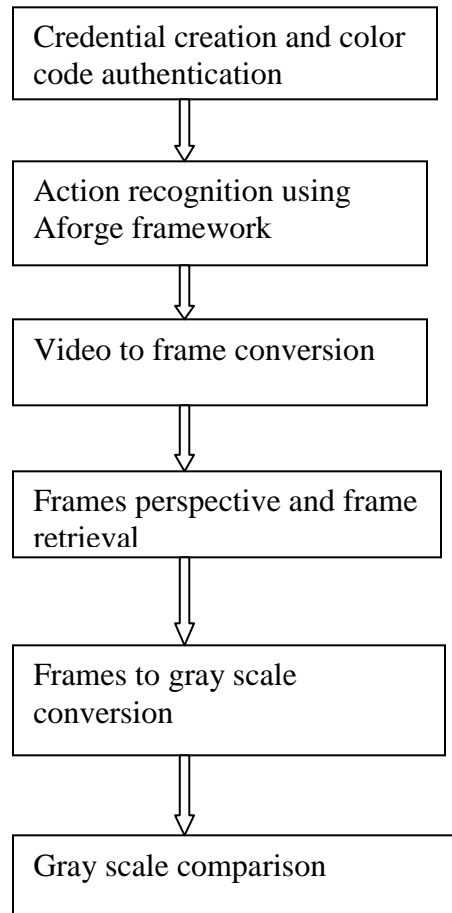 Credential creation and color
code authentication
Action recognition using
Aforge framework
Video to frame conversion
Frames perspective and frame
retrieval
Frames to gray scale
conversion
Gray scale comparison